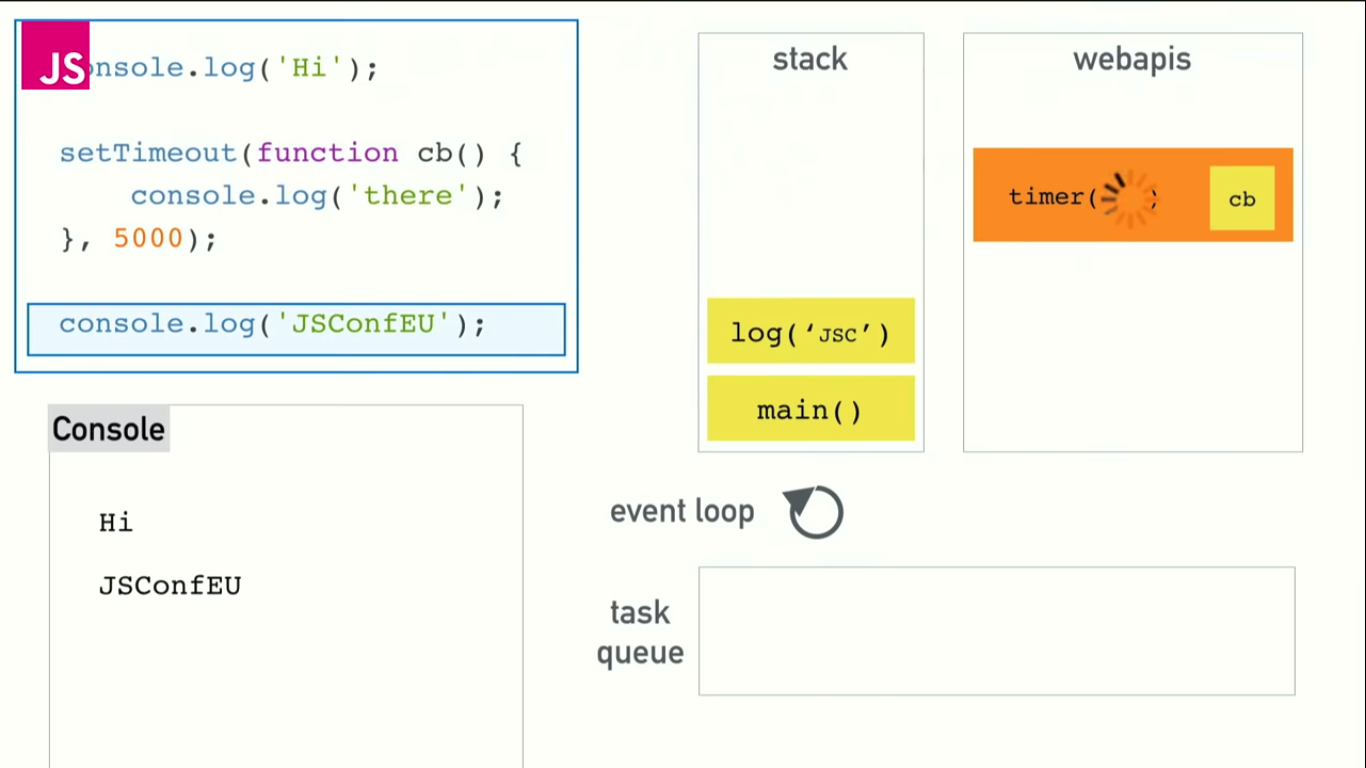 JS
onsole.log('Hi');
setTimeout(function cb() {
    console.log('there');
}, 5000);
console.log('JSConfEU');
Console
Hi
JSConfEU
stack
log(‘JSC’)
main()
webapis
timer( )
cb
event loop
task
queue